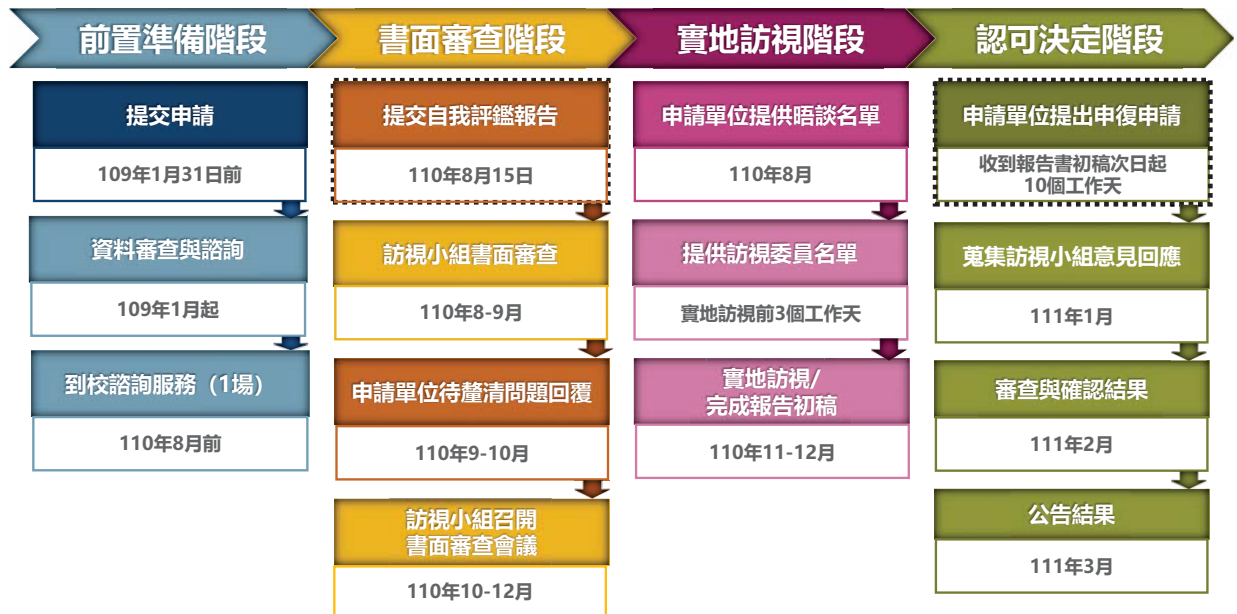 前置準備階段
書面審查階段
實地訪視階段
認可決定階段
提交申請
109年1月31日前
資料審查與諮詢
109年1月起
到校諮詢服務（1場）
110年8月前
提交自我評鑑報告
110年8月15日
訪視小組書面審查
110年8-9月
申請單位待釐清問題回覆
110年9-10月
訪視小組召開
書面審查會議
110年10-12月
申請單位提供晤談名單
110年8月
提供訪視委員名單
實地訪視前3個工作天
實地訪視/
完成報告初稿
110年11-12月
申請單位提出申復申請
收到報告書初稿次日起
10個工作天
蒐集訪視小組意見回應
111年1月
審查與確認結果
111年2月
公告結果
111年3月